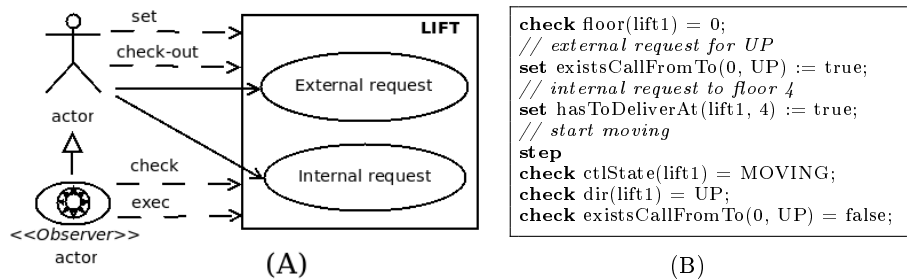 set
LIFT
check-out
External request
actor
Internal request
check
exec
<<Observer>>
actor
(A)
check floor(lift1) = 0;
// external request for UP
set existsCallFromTo(0, UP) := true;
// internal request to floor 4
set hasToDeliverAt(lift1, 4) := true;
// start moving
step
check ctlState(lift1) = MOVING;
check dir(lift1) = UP;
check existsCallFromTo(0, UP) = false;
(B)